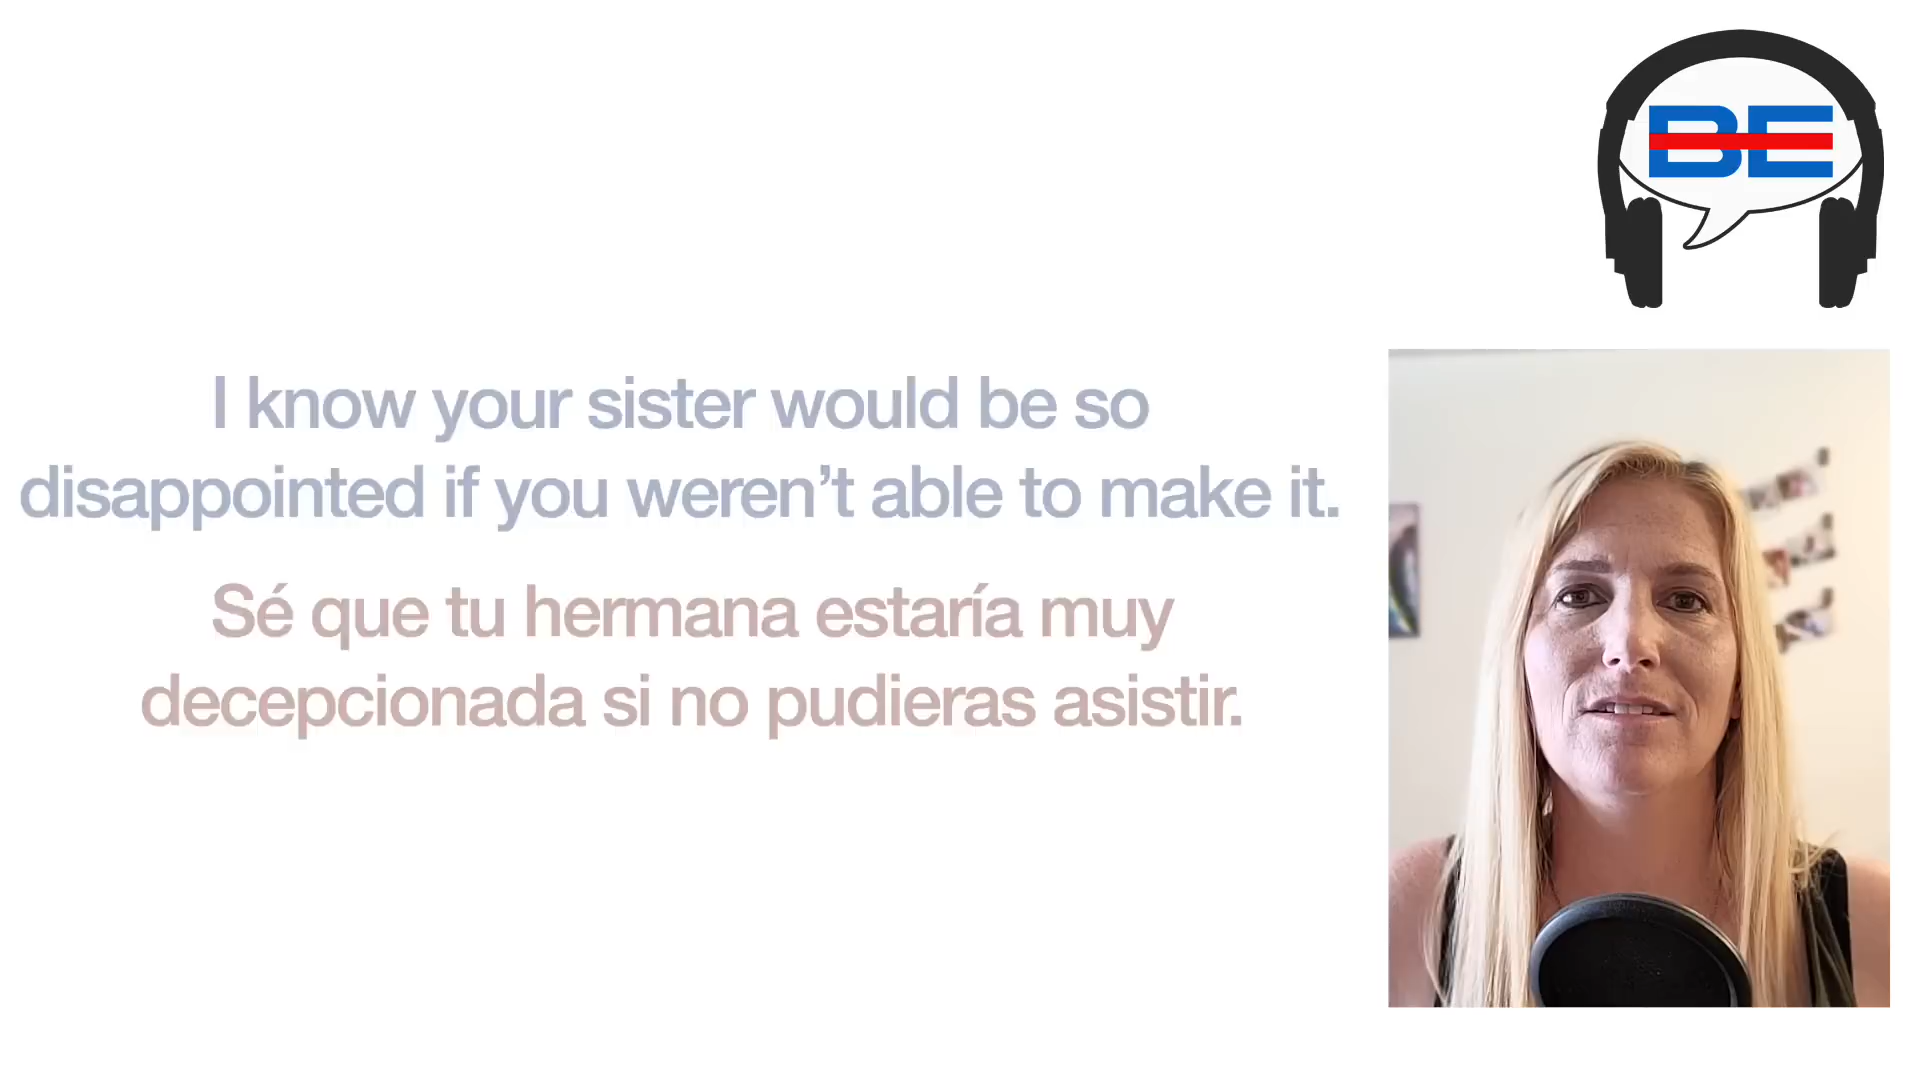 BE
I know your sister would be so
disappointed if you weren’t able to make it.
Sé que tu hermana estaría muy
decepcionada si no pudieras asistir.